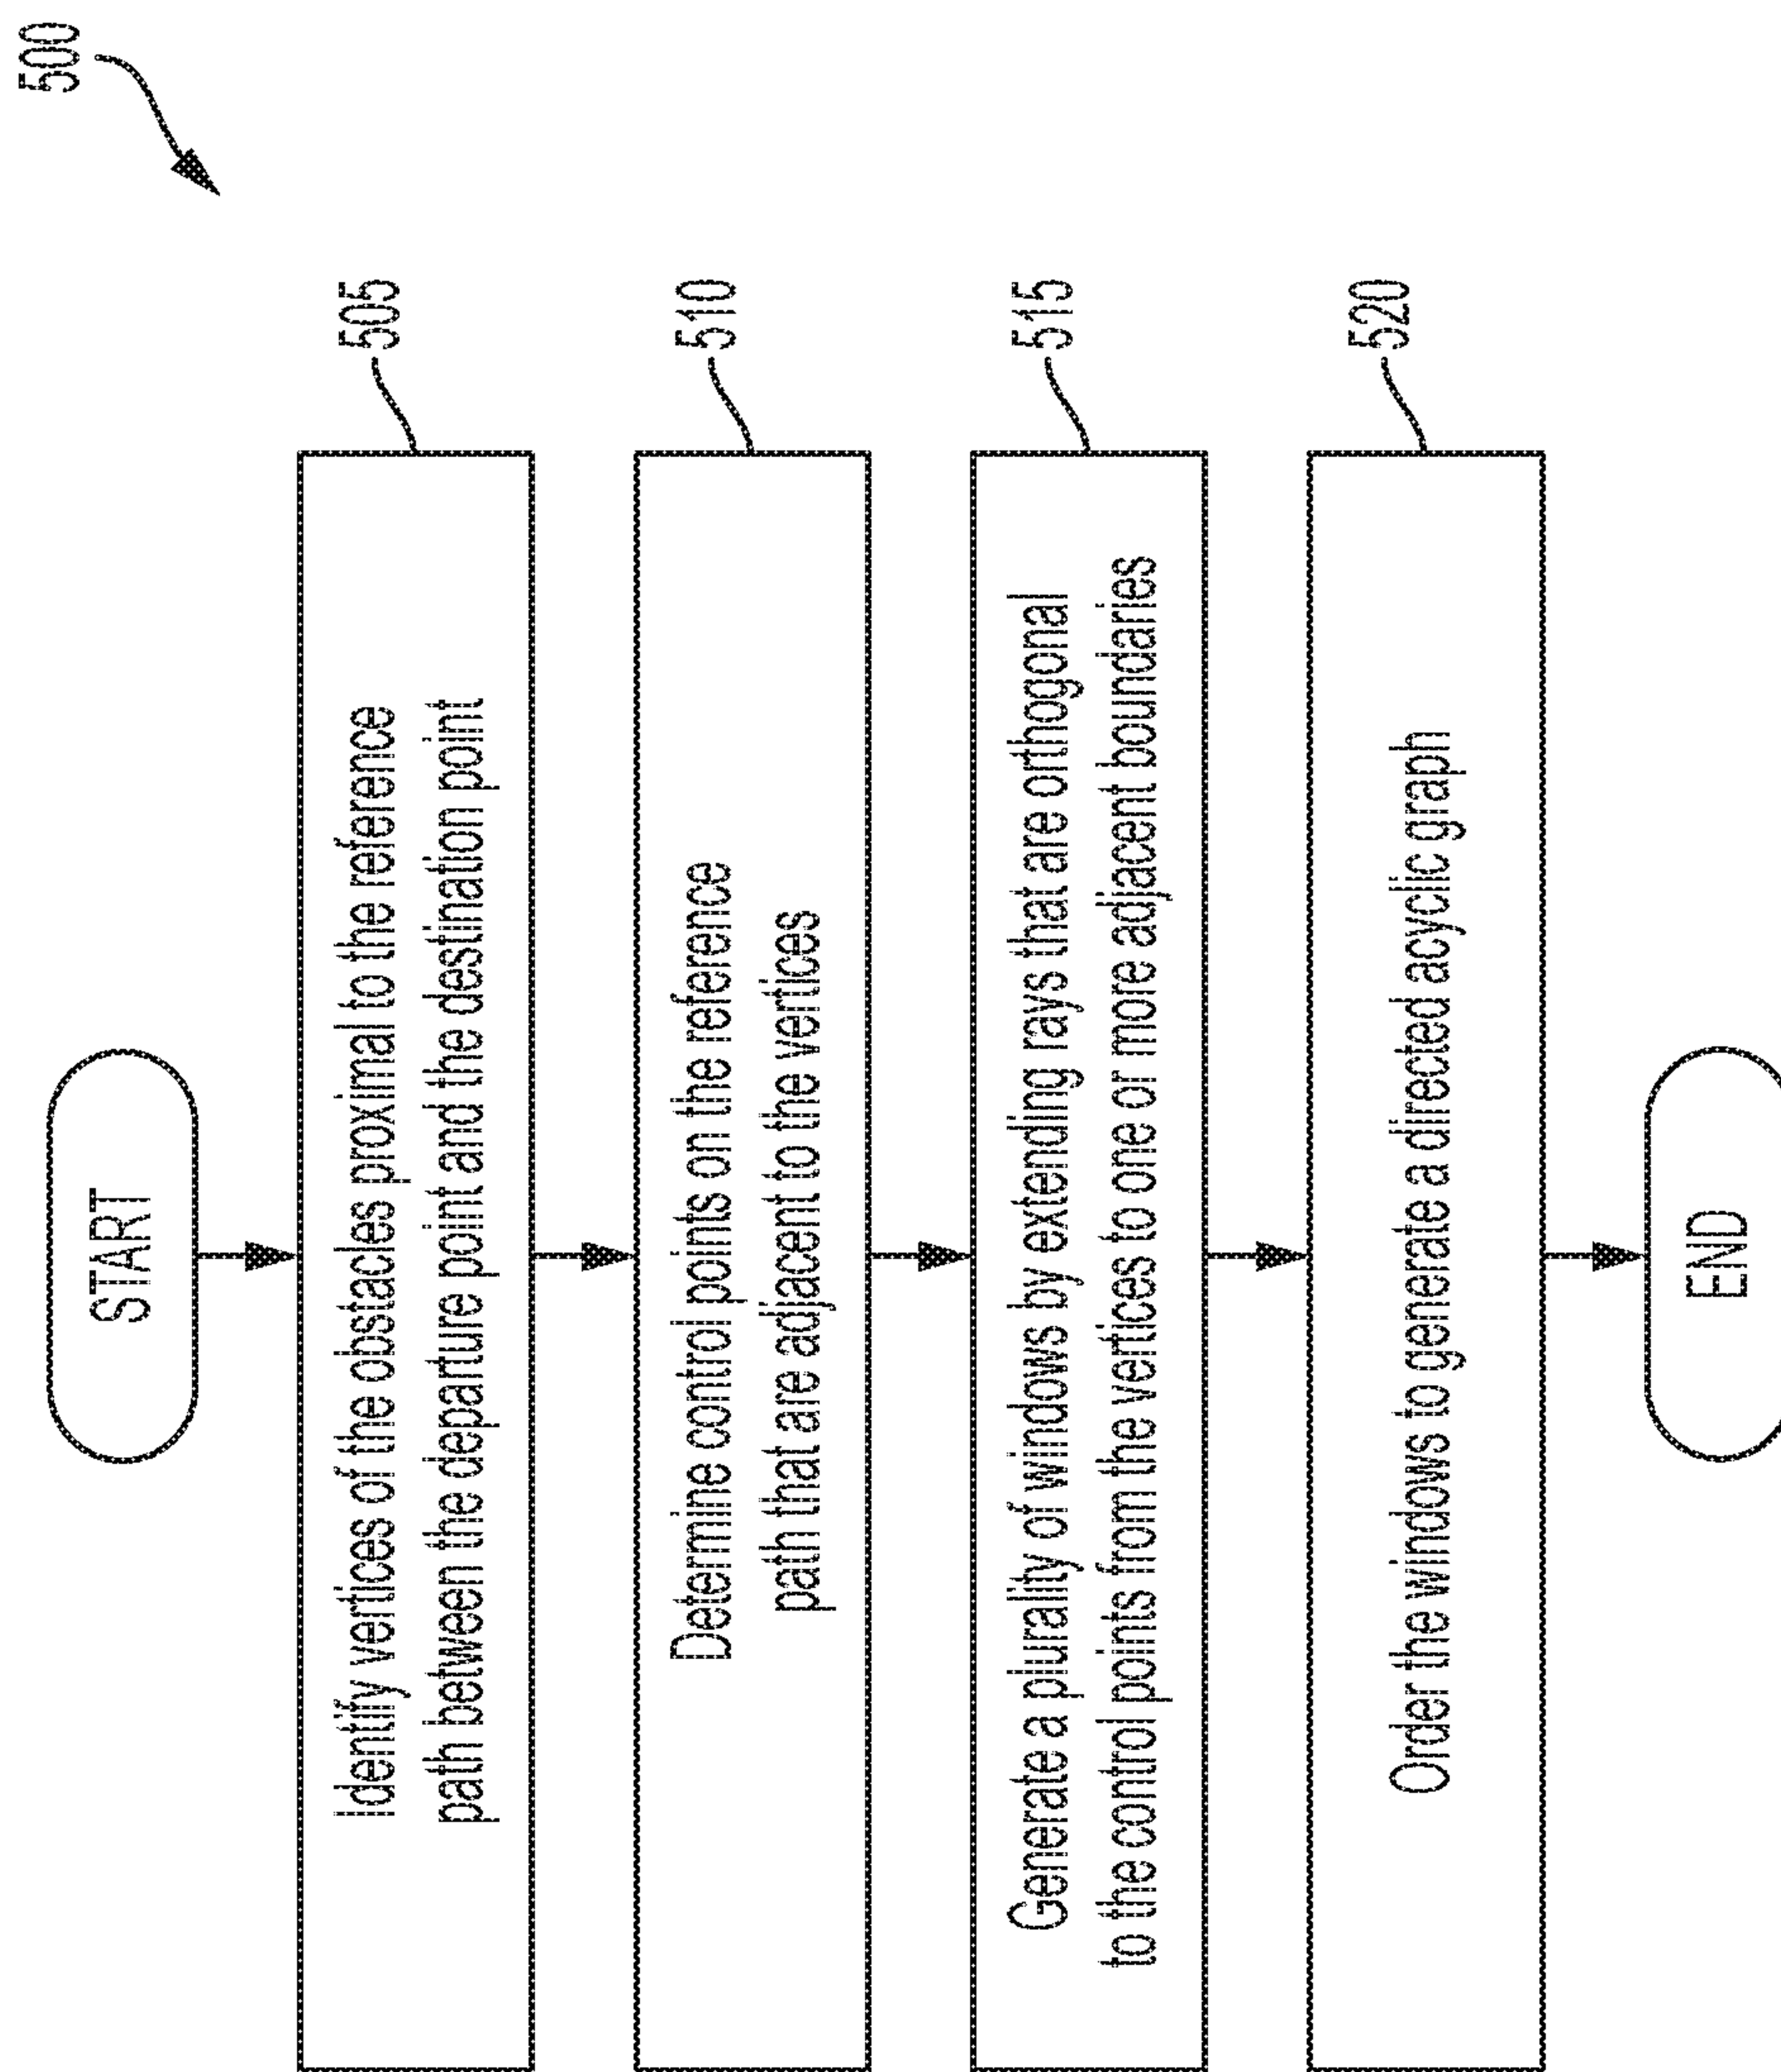 500
START
505
Identify vertices of the obstacles proximal to the reference
path between the departure point and the destination point
510
Determine control points on the reference
path that are adjacent to the vertices
515
Generate a plurality of windows by extending rays that are orthogonal
to the control points from the vertices to one or more adjacent boundaries
520
Order the windows to generate a directed acyclic graph
END